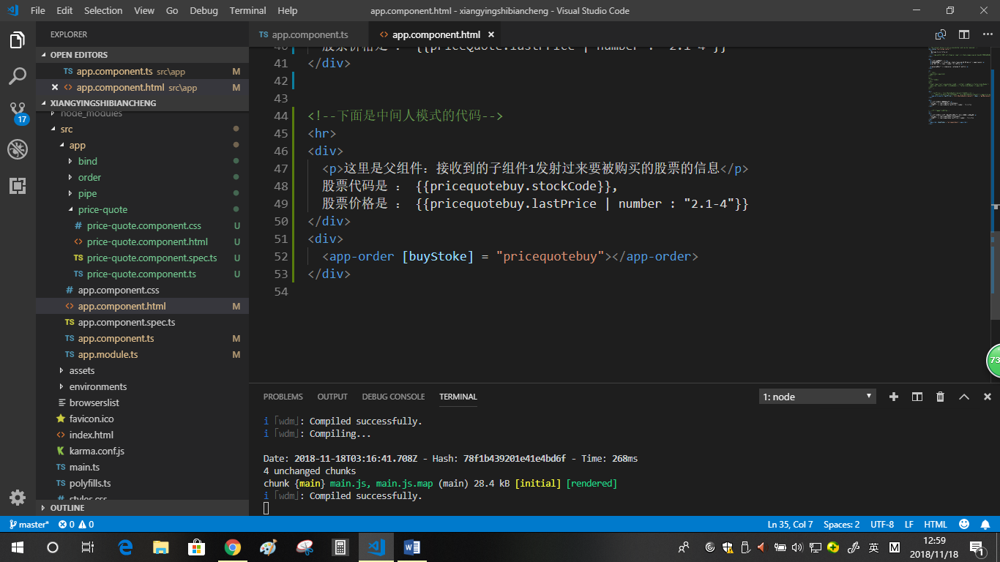 File Edit Selection View Go Debug Terminal Help
app.component.html - xiangyingshibiancheng - Visual Studio Code
EXPLORER
OPEN EDITORS
TS app.component.ts src\app M
<> app.component.html src\app M
XIANGYINGSHIBIANCHENG
node_modules
src
app
bind
order
pipe
price-quote
# price-quote.component.css U
<> price-quote.component.html U
TS price-quote.component.spec.ts U
TS price-quote.component.ts U
# app.component.css
<> app.component.html M
TS app.component.spec.ts
TS app.component.ts M
TS app.module.ts M
assets
environments
browserslist
favicon.ico
<> index.html
karma.conf.js
TS main.ts
TS polyfills.ts
# styles.css
OUTLINE
17
TS app.component.ts
<> app.component.html
40 股票价格是 : {{priceQuote.lastPrice | number : "2.1-4"}}
41 </div>
42
43
44 <!--下面是中间人模式的代码-->
45 <hr>
46 <div>
47 <p>这里是父组件：接收到的子组件1发射过来要被购买的股票的信息</p>
48 股票代码是 : {{pricequotebuy.stockCode}},
49 股票价格是 : {{pricequotebuy.lastPrice | number : "2.1-4"}}
50 </div>
51 <div>
52 <app-order [buyStoke] = "pricequotebuy"></app-order>
53 </div>
54
73
PROBLEMS OUTPUT DEBUG CONSOLE TERMINAL
1: node
i ｢wdm｣: Compiled successfully.
i ｢wdm｣: Compiling...
Date: 2018-11-18T03:16:41.708Z - Hash: 78f1b439201e41e4bd6f - Time: 268ms
4 unchanged chunks
chunk {main} main.js, main.js.map (main) 28.4 kB [initial] [rendered]
i ｢wdm｣: Compiled successfully.
master* 0 0
Ln 35, Col 7 Spaces: 2 UTF-8 LF HTML
英 M
12:59
2018/11/18
1